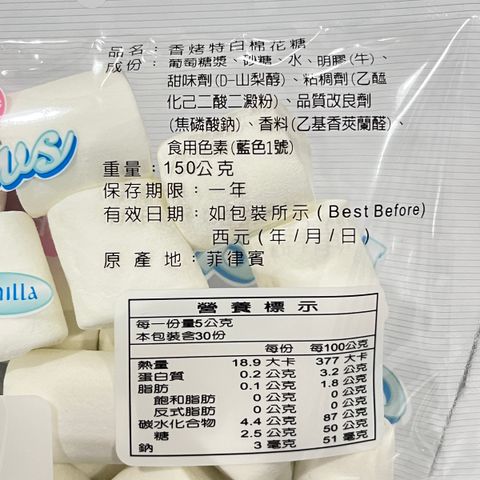 品名：香烤特白棉花糖
成份：葡萄糖漿、砂糖、水、明膠(牛)、
甜味劑(D-山梨醇)、粘稠劑(乙醯
化己二酸二澱粉)、品質改良劑
(焦磷酸鈉)、香料(乙基香莢蘭醛)、
食用色素(藍色1號)
重量：150公克
保存期限：一年
有效日期：如包裝所示(Best Before)
西元(年/月/日)
原產地：菲律賓
營養標示
每一份量5公克
本包裝含30份
每份 每100公克
熱量 18.9 大卡 377 大卡
蛋白質 0.2 公克 3.2 公克
脂肪 0.1 公克 1.8 公克
飽和脂肪 0 公克 0 公克
反式脂肪 0 公克 0 公克
碳水化合物 4.4 公克 87 公克
糖 2.5 公克 50 公克
鈉 3 毫克 51 毫克